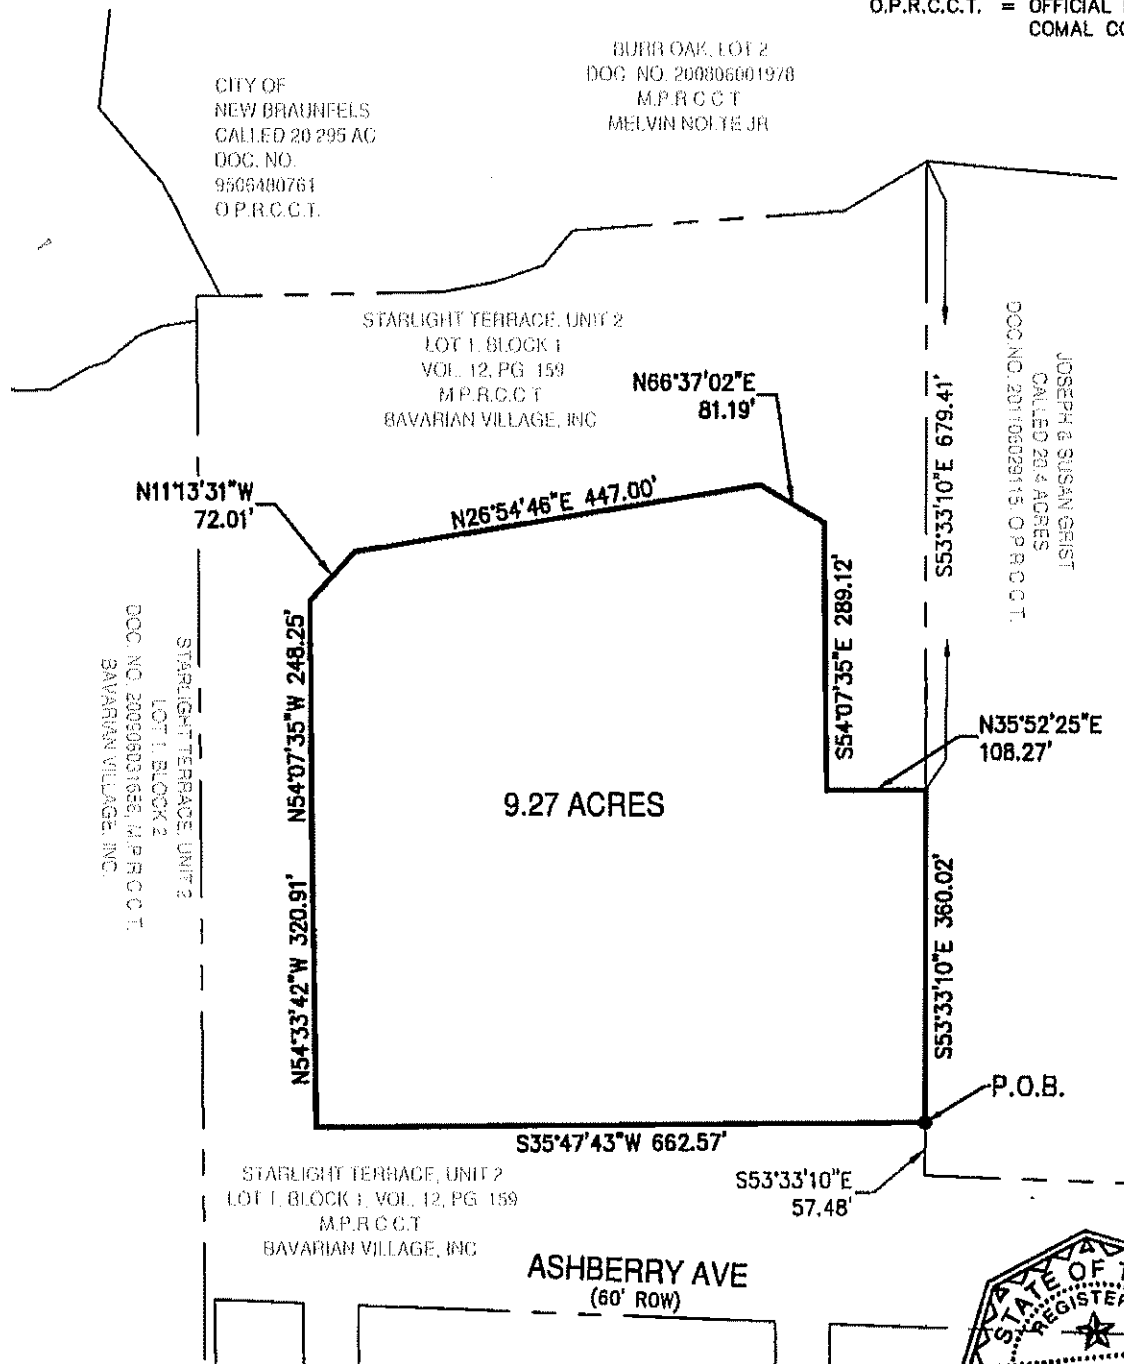 O.P.R.C.C.T. = OFFICIAL
COMAL CO
BURR OAK, LOT 2
DOC. NO. 200806001978
M.P.R.C.C.T.
MELVIN NOLTE JR
CITY OF
NEW BRAUNFELS
CALLED 20.295 AC
DOC. NO.
9506480761
O.P.R.C.C.T.
STARLIGHT TERRACE, UNIT 2
LOT 1, BLOCK 1
VOL. 12, PG. 159
M.P.R.C.C.T
BAVARIAN VILLAGE, INC
N66°37'02"E
81.19'
S53°33'10"E 679.41'
JOSEPH & SUSAN GRIST
CALLED 20.4 ACRES
DOC. NO. 201106029115, O.P.R.C.C.T.
N11°13'31"W
72.01'
N26°54'46"E 447.00'
S54°07'35"E 289.12'
N54°07'35"W 248.25'
STARLIGHT TERRACE, UNIT 2
LOT 1, BLOCK 2
DOC. NO. M.P.R.C.C.T.
BAVARIAN VILLAGE, INC.
N35°52'25"E
108.27'
9.27 ACRES
N54°33'42"W 320.91'
S53°33'10"E 360.02'
P.O.B.
S35°47'43"W 662.57'
S53°33'10"E
57.48'
STARLIGHT TERRACE, UNIT 2
LOT 1, BLOCK 1, VOL. 12, PG. 159
M.P.R.C.C.T
BAVARIAN VILLAGE, INC
ASHBERRY AVE
(60' ROW)
STATE OF T
REGISTER